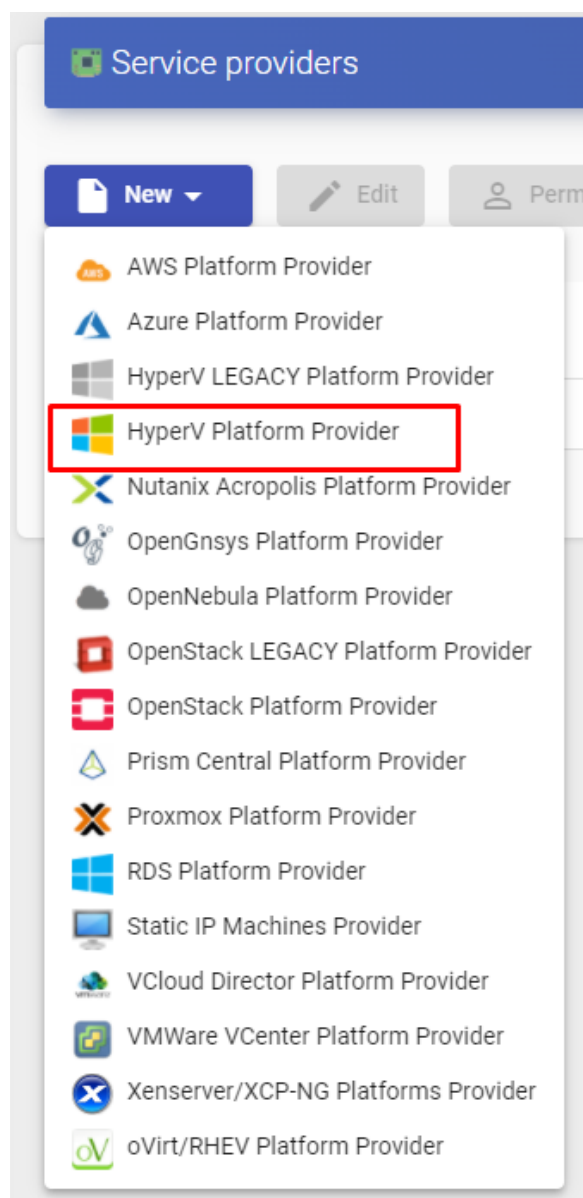 Service providers
New
Edit
Perm
AWS Platform Provider
Azure Platform Provider
HyperV LEGACY Platform Provider
HyperV Platform Provider
Nutanix Acropolis Platform Provider
OpenGnsys Platform Provider
OpenNebula Platform Provider
OpenStack LEGACY Platform Provider
OpenStack Platform Provider
Prism Central Platform Provider
Proxmox Platform Provider
RDS Platform Provider
Static IP Machines Provider
VCloud Director Platform Provider
VMWare VCenter Platform Provider
Xenserver/XCP-NG Platforms Provider
oVirt/RHEV Platform Provider